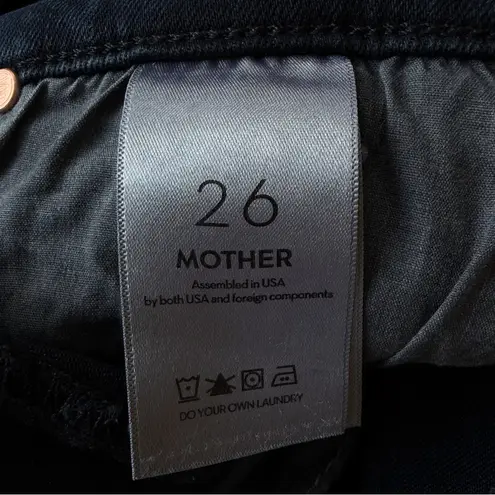 26
MOTHER
Assembled in USA
by both USA and foreign components
DO YOUR OWN LAUNDRY